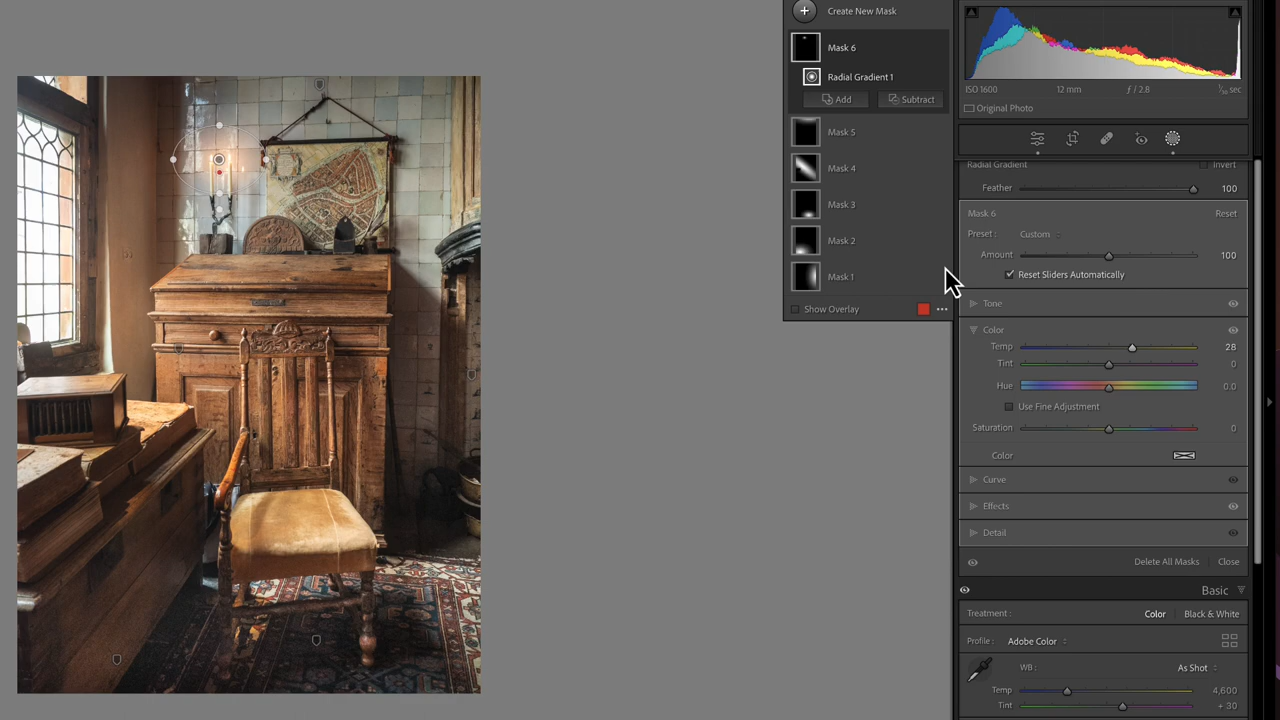 Create New Mask
Mask 6
Radial Gradient 1
Add Subtract
Mask 5
Mask 4
Mask 3
Mask 2
Mask 1
Show Overlay
ISO 1600 12 mm ƒ / 2.8 sec
Original Photo
Radial Gradient Invert
Feather 100
Mask 6 Reset
Preset : Custom
Amount 100
Reset Sliders Automatically
Tone
Color
Temp 28
Tint 0
Hue 0.0
Use Fine Adjustment
Saturation 0
Color
Curve
Effects
Detail
Delete All Masks Close
Basic
Treatment : Color Black & White
Profile : Adobe Color
WB : As Shot
Temp 4,600
Tint + 30